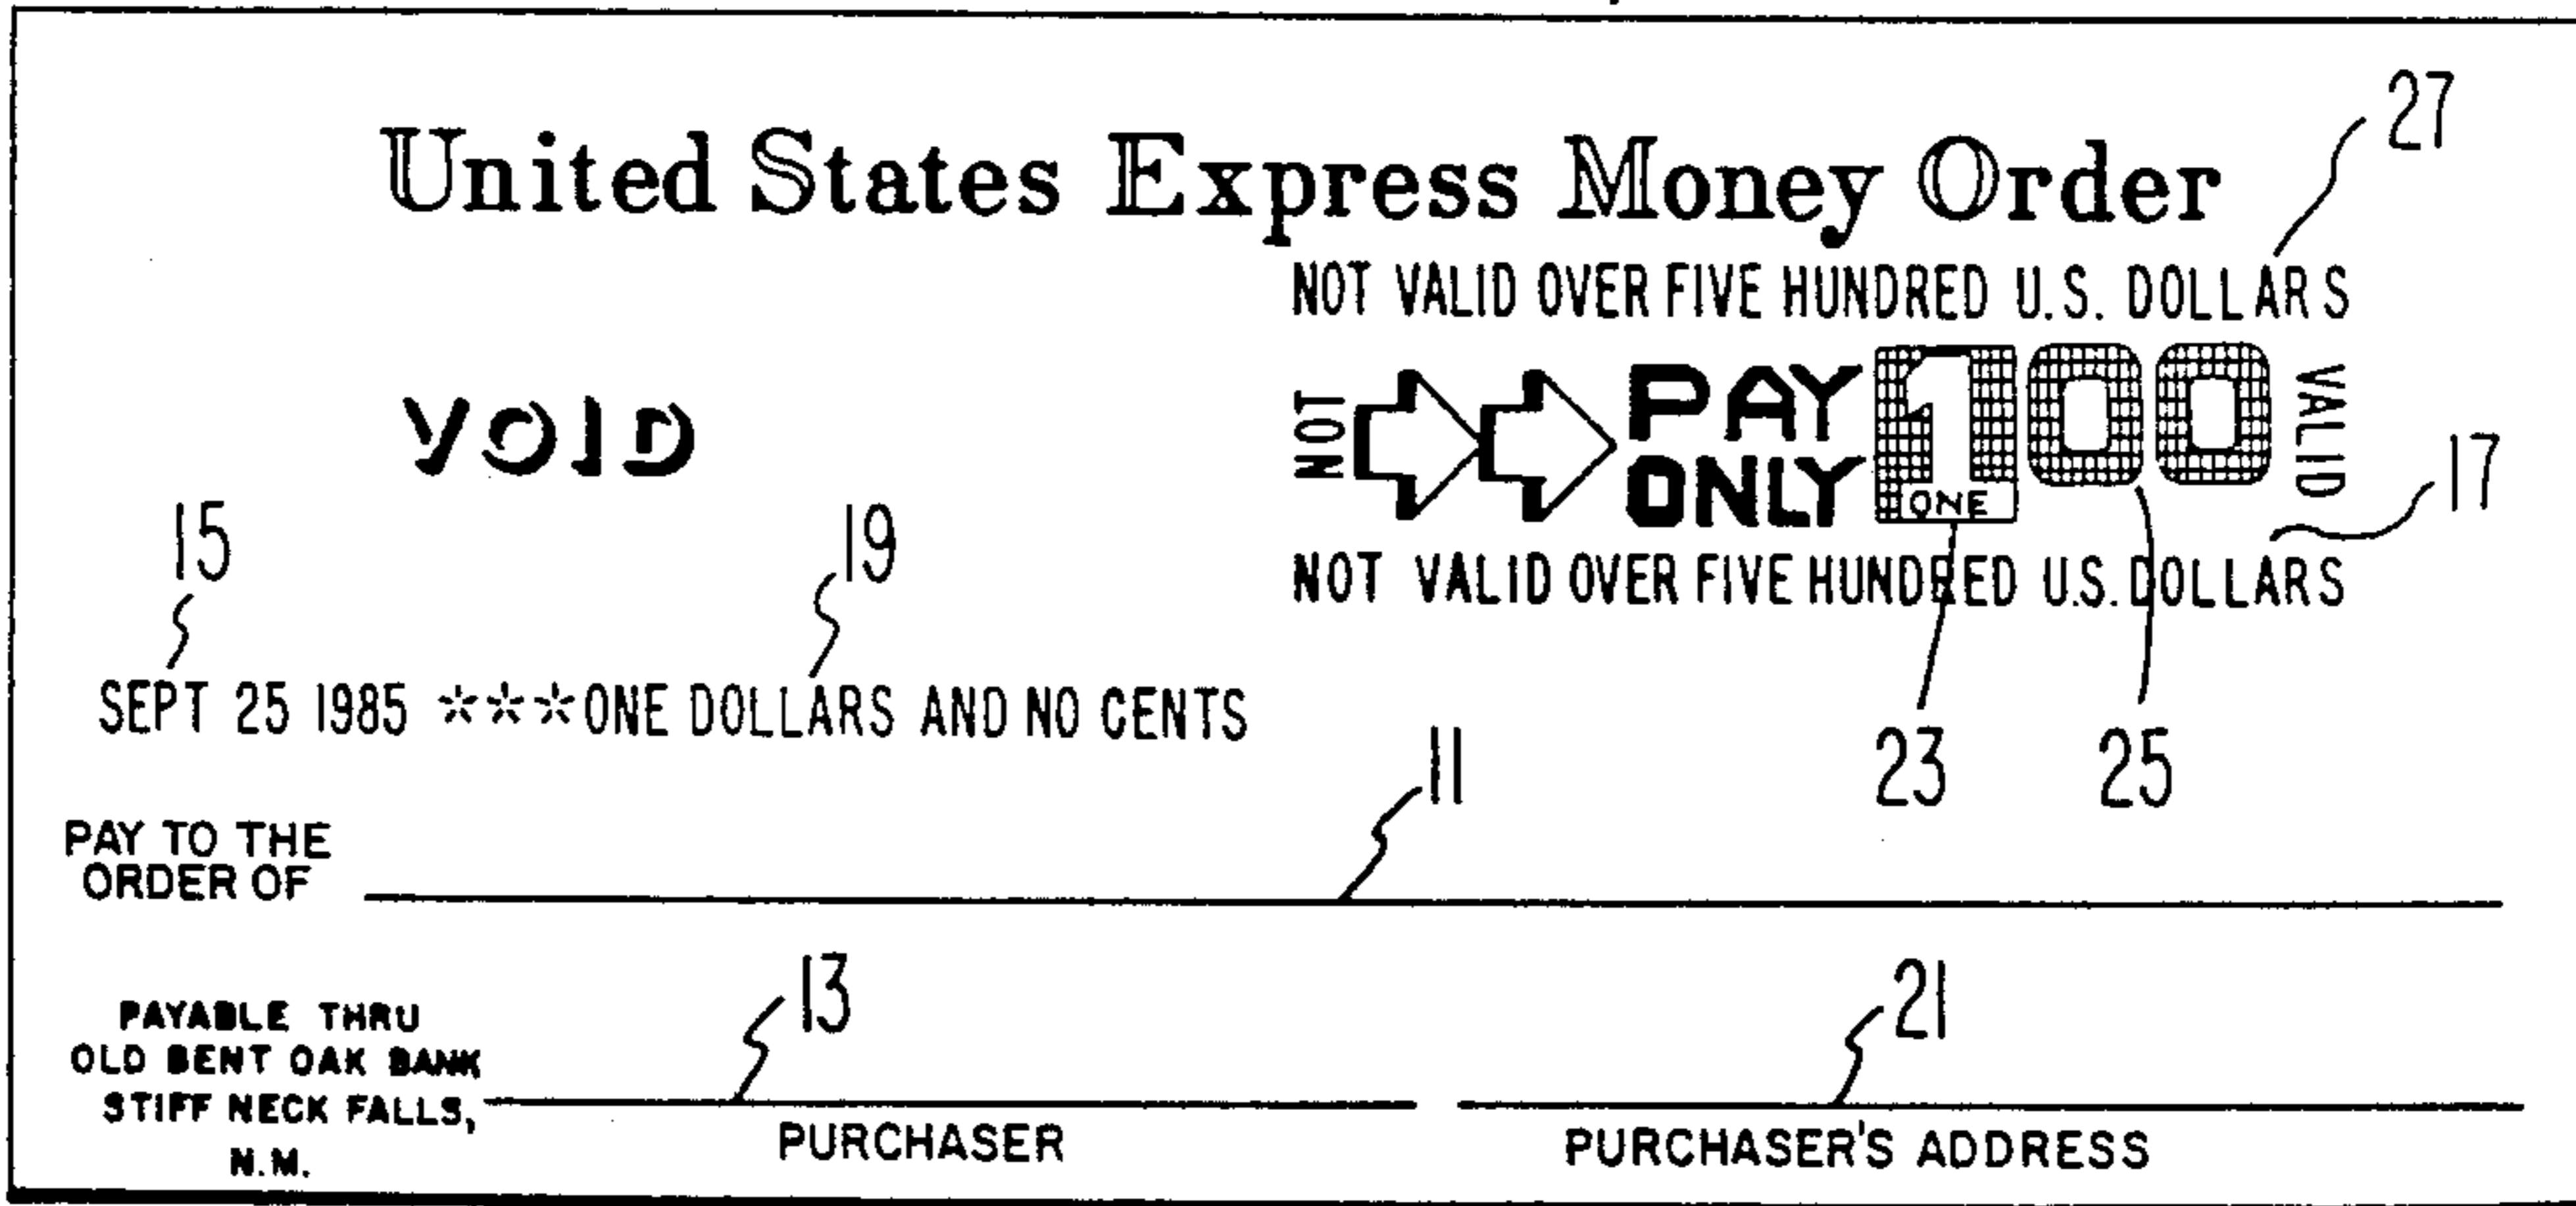 27
United States Express Money Order
NOT VALID OVER FIVE HUNDRED U.S. DOLLARS
VOID
NOT PAY ONLY 1 ONE 00 VALID
17
15
19
NOT VALID OVER FIVE HUNDRED U.S. DOLLARS
SEPT 25 1985 ***ONE DOLLARS AND NO CENTS
23
25
11
PAY TO THE
ORDER OF
13
21
PAYABLE THRU
OLD BENT OAK BANK
STIFF NECK FALLS,
N.M.
PURCHASER
PURCHASER'S ADDRESS